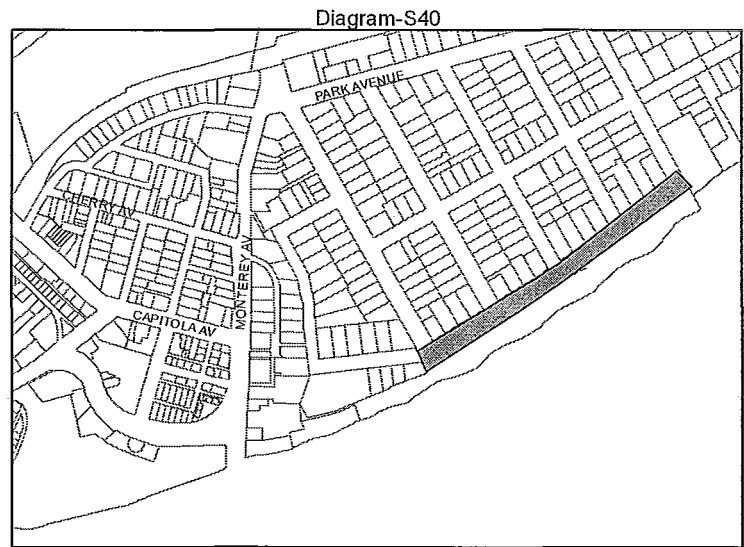 Diagram-S40
PARK AVENUE
CHERRY AV
MONTEREY AV
CAPITOLA AV